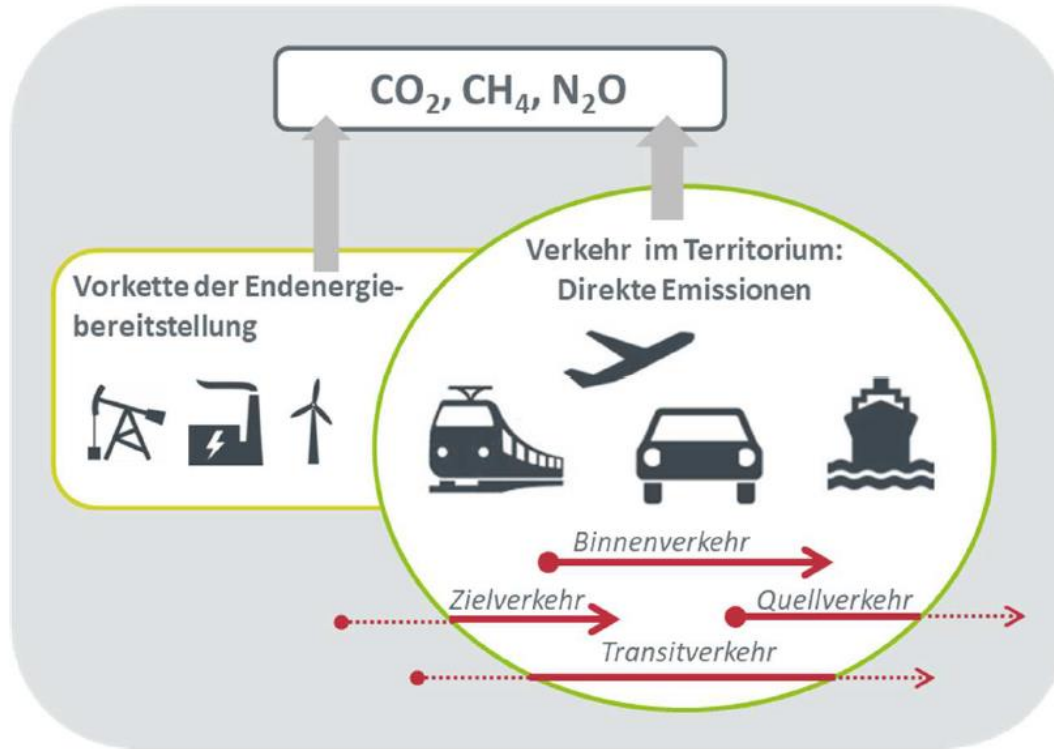 CO₂, CH₄, N₂O
Vorkette der Endenergie-
bereitstellung
Verkehr im Territorium:
Direkte Emissionen
Binnenverkehr
Zielverkehr
Quellverkehr
Transitverkehr